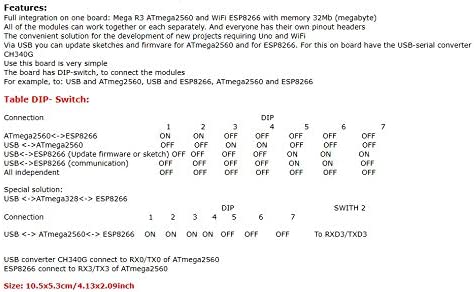 Features:
Full integration on one board: Mega R3 ATmega2560 and WiFi ESP8266 with memory 32Mb (megabyte)
All of the modules can work together or each separately. And everyone has their own pinout headers
The convenient solution for the development of new projects requiring Uno and WiFi
Via USB you can update sketches and firmvare for ATmega2560 and for ESP8266. For this on board have the USB-serial converter
CH340G
Use this board is very simple
The board has DIP-switch, to connect the modules
For example, to: USB and ATmeg2560, USB and ESP8266, ATmega2560 and ESP8266
Table DIP- Switch:
Connection DIP
1 2 3 4 5 6 7
ATmega2560<->ESP8266 ON ON OFF OFF OFF OFF OFF
USB <->ATmega2560 OFF OFF ON ON OFF OFF OFF
USB<->ESP8266 (Update firmware or sketch) OFF OFF OFF OFF ON ON ON
USB<->ESP8266 (communication) OFF OFF OFF OFF ON ON OFF
All independent OFF OFF OFF OFF OFF OFF OFF
Special solution:
USB <->ATmega328<-> ESP8266
DIP SWITH 2
Connection 1 2 3 4 5 6 7
USB <-> ATmega2560<-> ESP8266 ON ON ON ON OFF OFF OFF To RXD3/TXD3
USB converter CH340G connect to RX0/TX0 of ATmega2560
ESP8266 connect to RX3/TX3 of ATmega2560
Size: 10.5x5.3cm/4.13x2.09inch